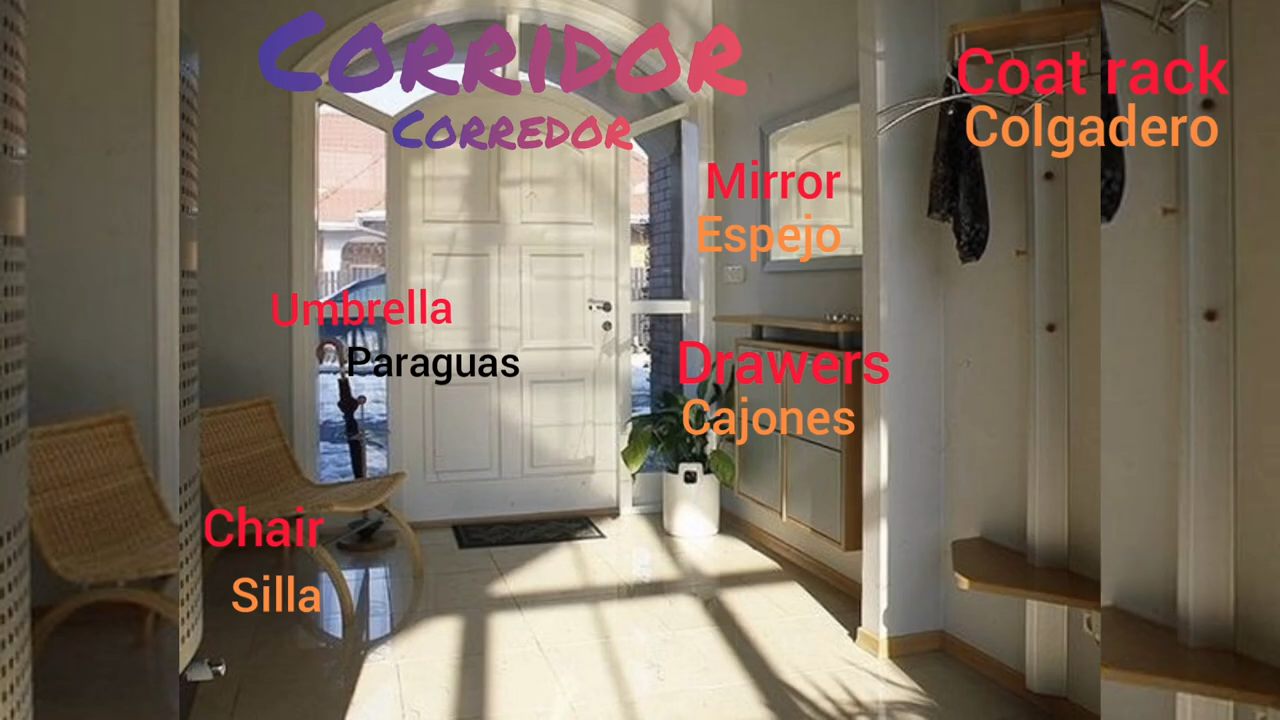 CORRIDOR
CORREDOR
Coat rack
Colgadero
Mirror
Espejo
Umbrella
Paraguas
Drawers
Cajones
Chair
Silla